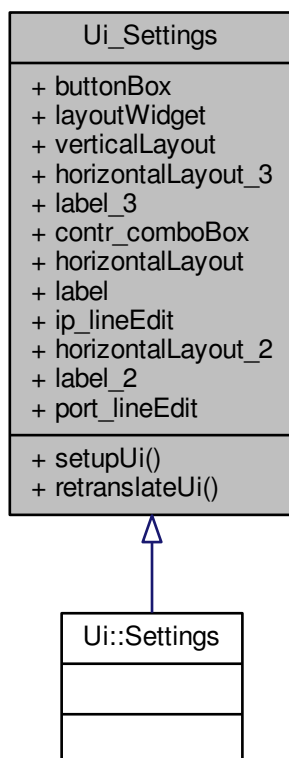 Ui_Settings
+ buttonBox
+ layoutWidget
+ verticalLayout
+ horizontalLayout_3
+ label_3
+ contr_comboBox
+ horizontalLayout
+ label
+ ip_lineEdit
+ horizontalLayout_2
+ label_2
+ port_lineEdit
+ setupUi()
+ retranslateUi()
Ui::Settings